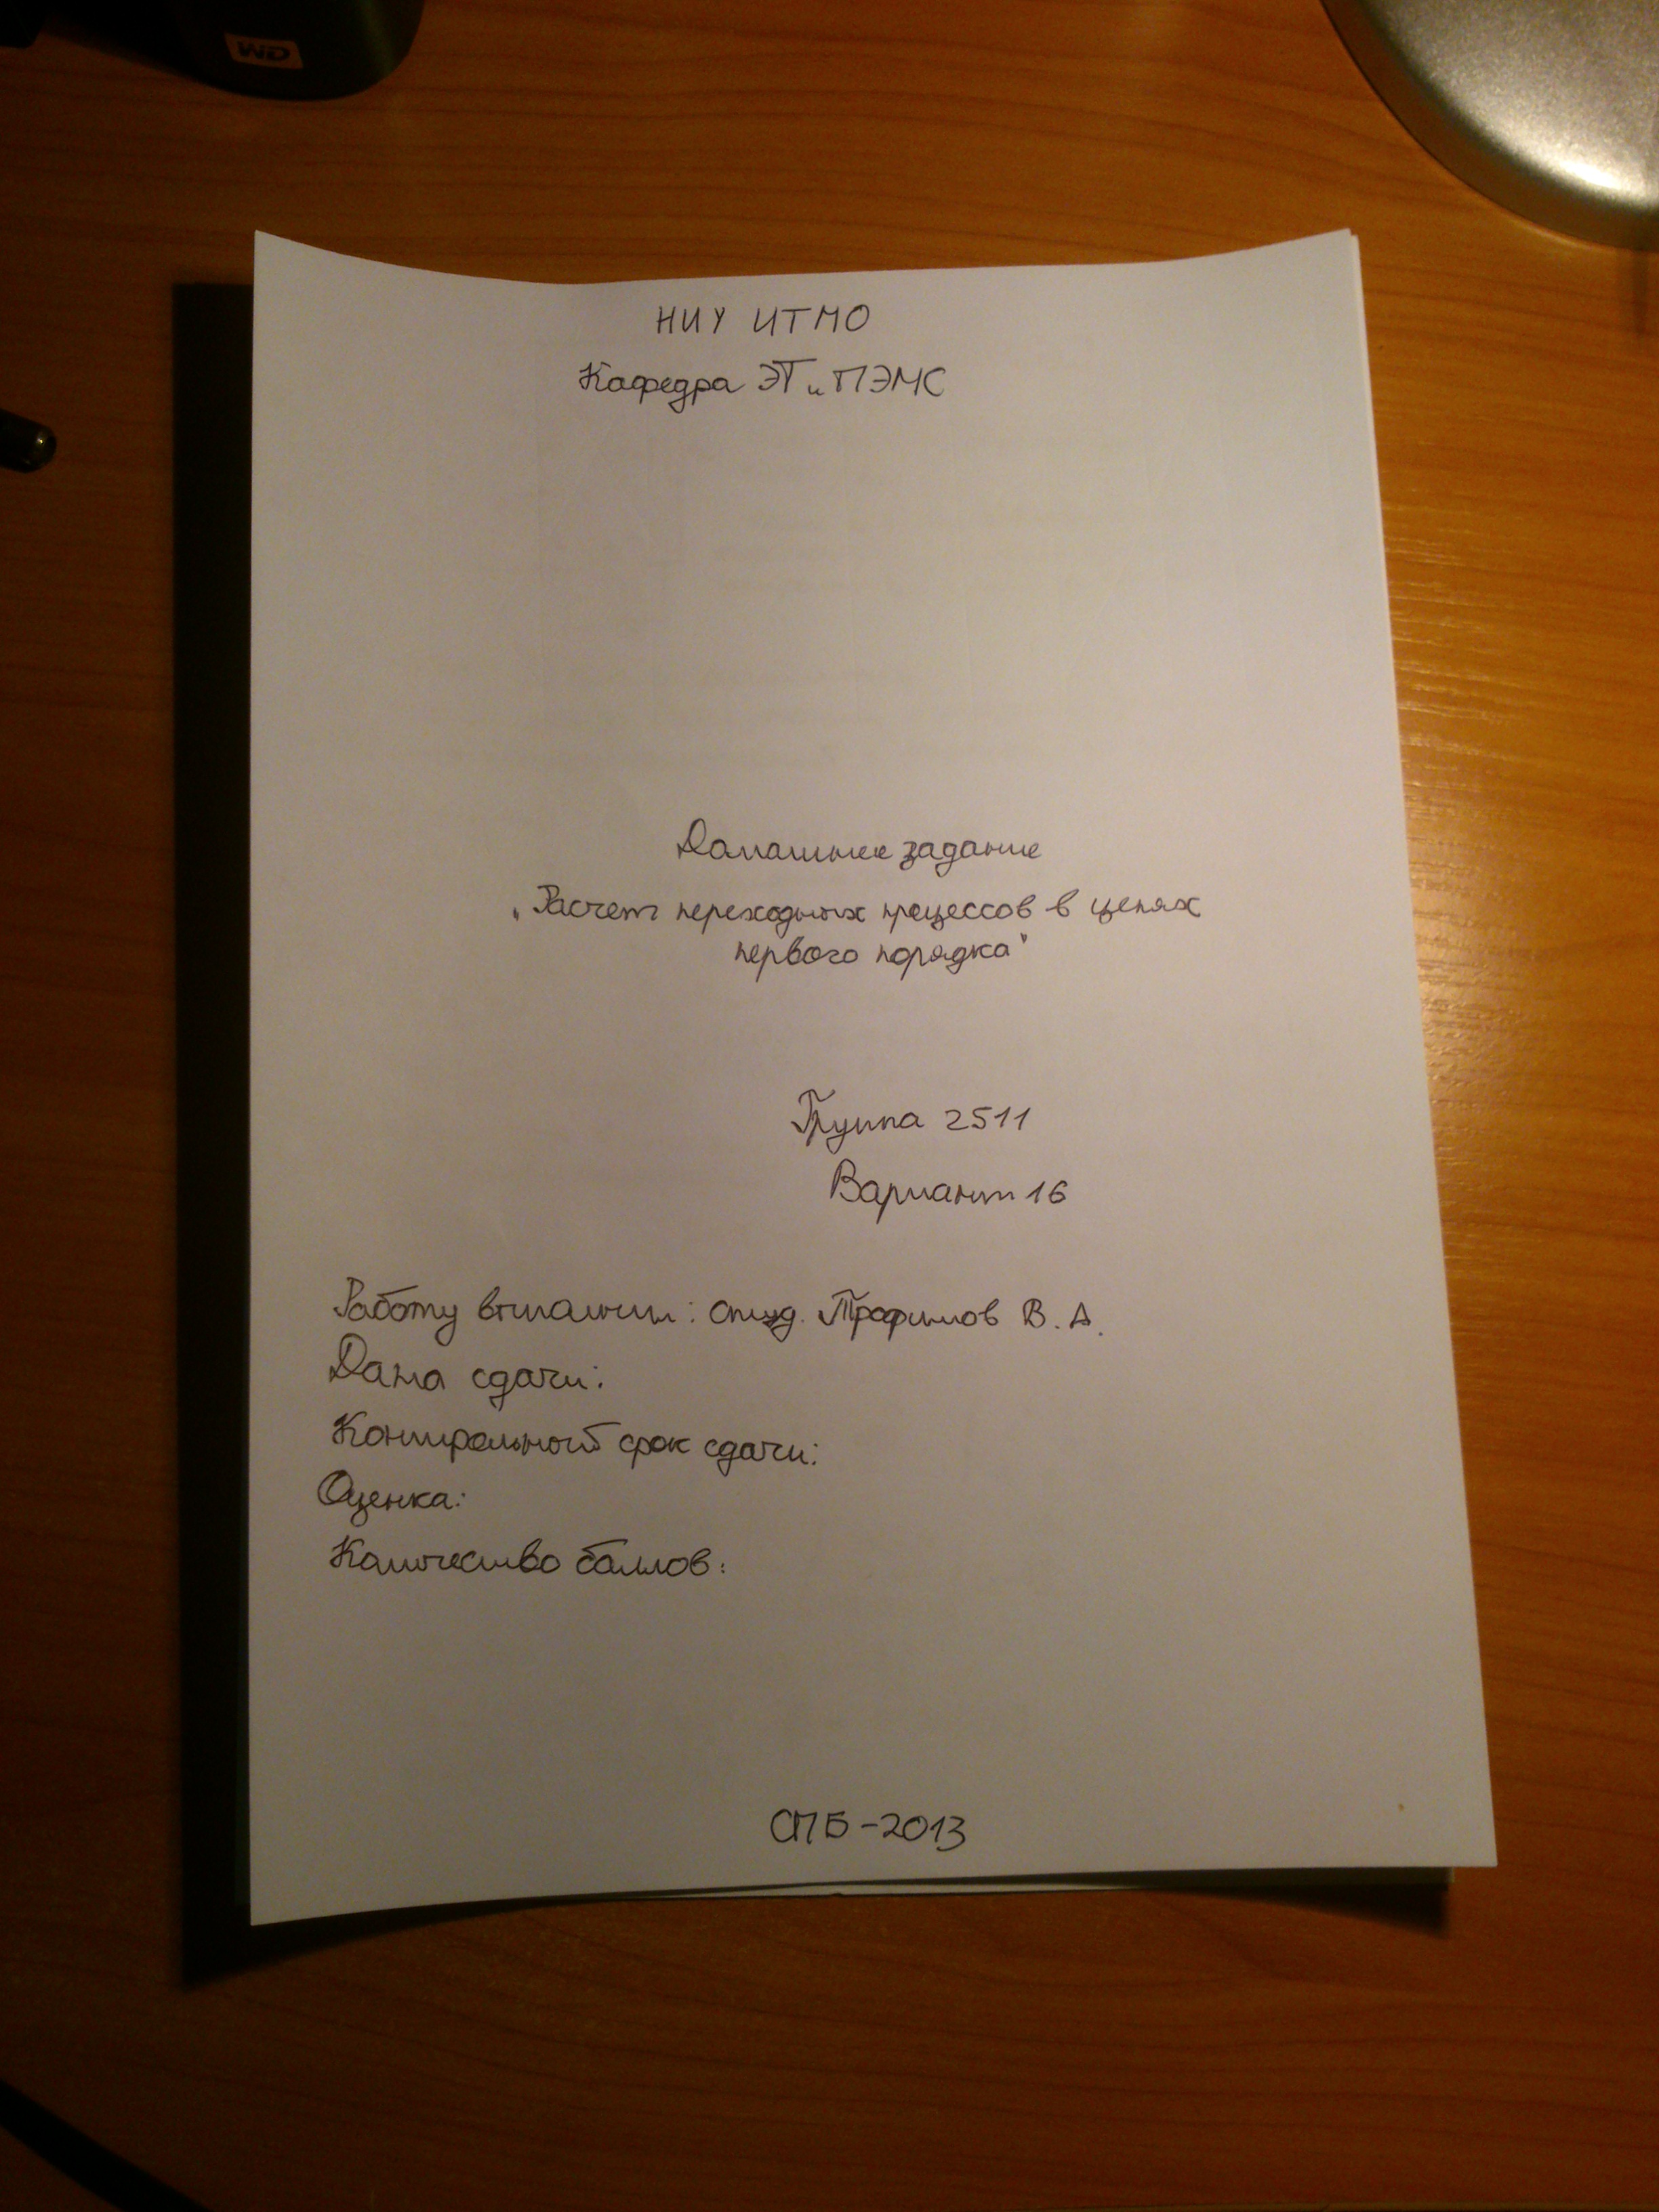 WD
НИУ ИТМО
Кафедра ЭТ и ПЭМС
Домашнее задание
"Расчет переходных процессов в цепях
первого порядка"
Группа 2511
Вариант 16
Работу выполнил: студ. Трофимов В. А.
Дата сдачи:
Контрольный срок сдачи:
Оценка:
Количество баллов:
СПБ-2013